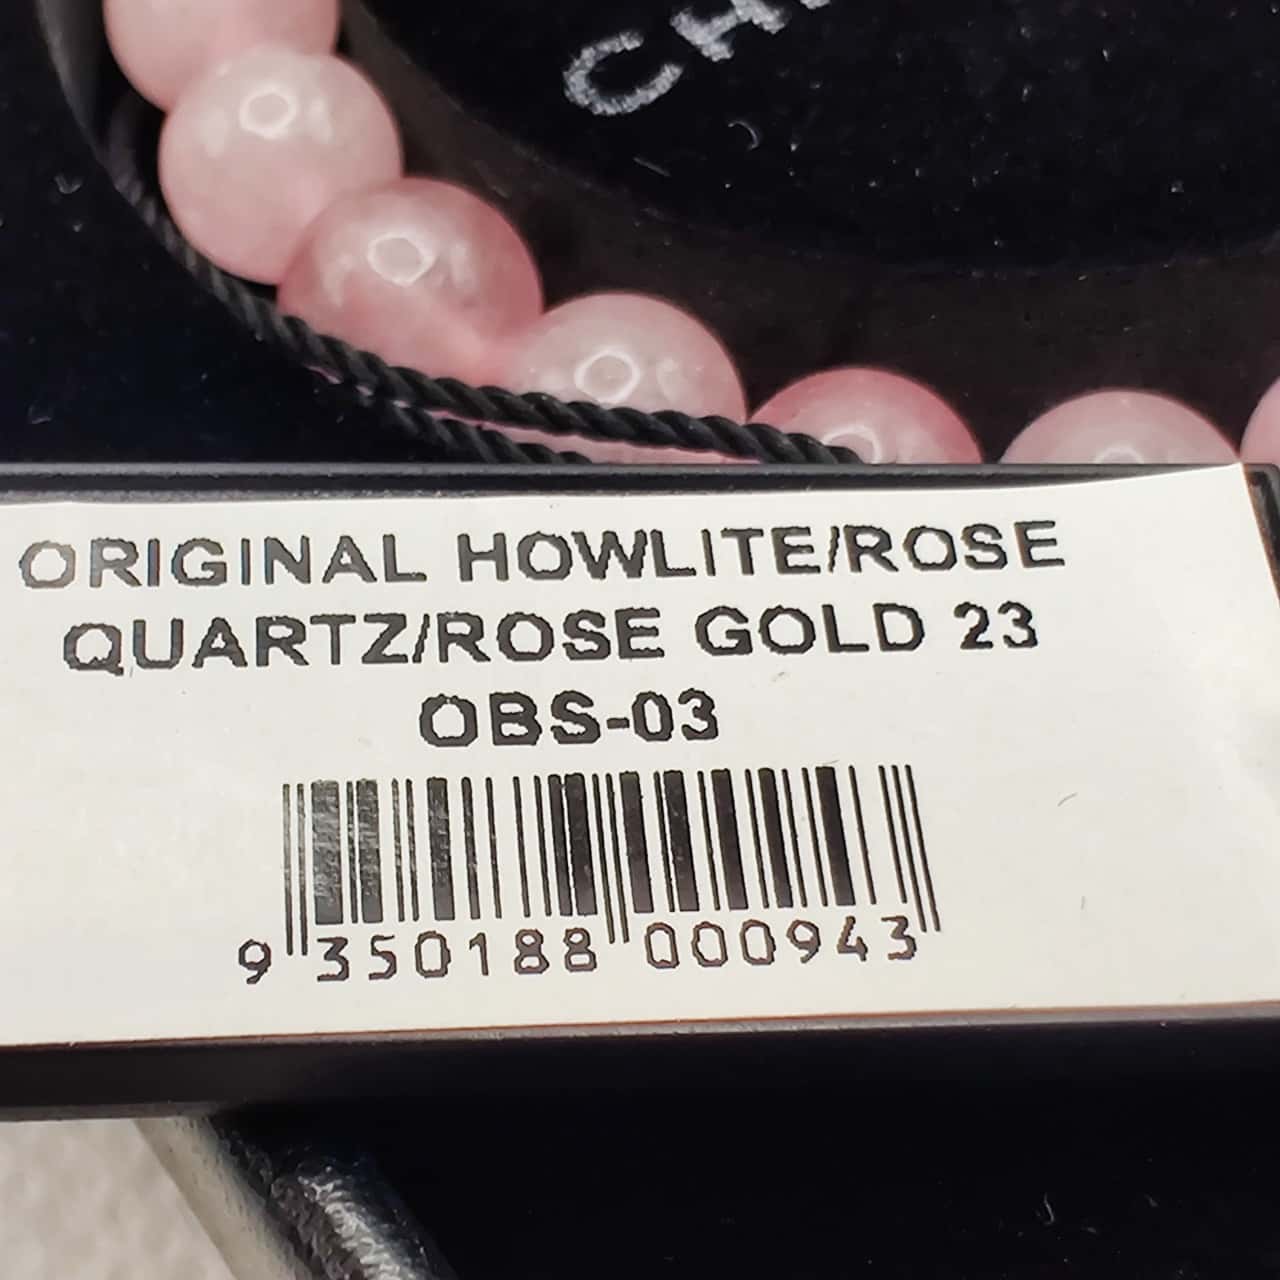 ORIGINAL HOWLITE/ROSE
QUARTZ/ROSE GOLD 23
OBS-03
9 350188 000943